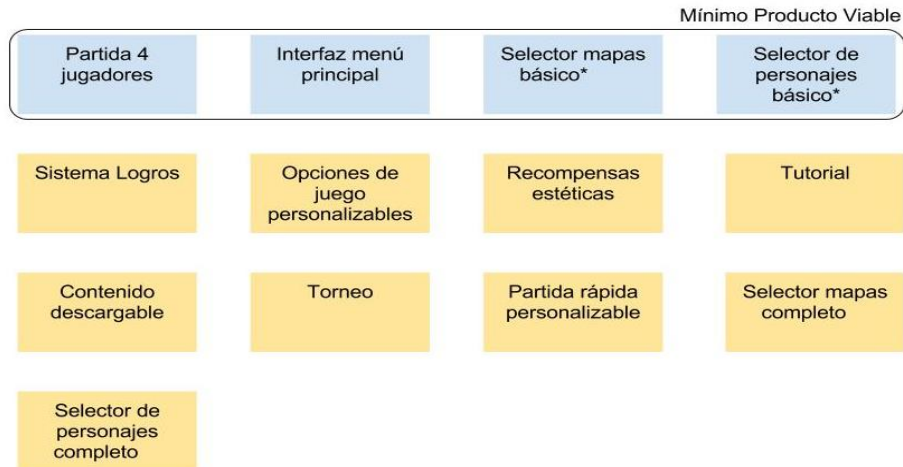 Mínimo Producto Viable
Partida 4
jugadores
Interfaz menú
principal
Selector mapas
básico*
Selector de
personajes
básico*
Sistema Logros
Opciones de
juego
personalizables
Recompensas
estéticas
Tutorial
Contenido
descargable
Torneo
Partida rápida
personalizable
Selector mapas
completo
Selector de
personajes
completo